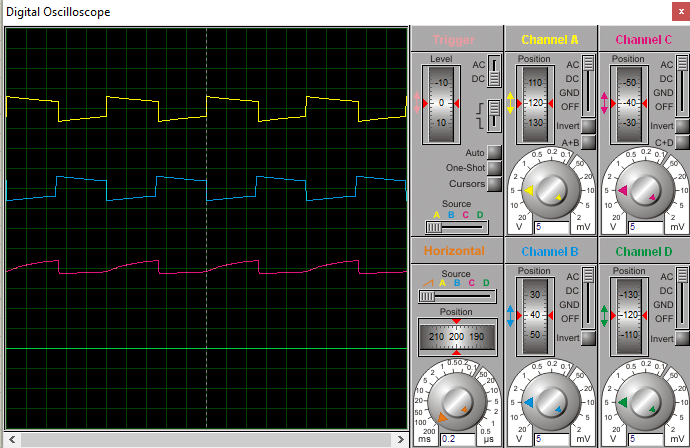 Digital Oscilloscope
x
Trigger
Level
AC
DC
-10
0
10
Auto
One-Shot
Cursors
Source
A B C D
Channel A
Position
AC
DC
GND
OFF
-110
-120
-130
Invert
A+B
0.2 0.1
0.5 50
1 20
2 10
5 5
10 2
20
V 5 mV
Channel C
Position
AC
DC
GND
OFF
-50
-40
-30
Invert
C+D
0.2 0.1
0.5 50
1 20
2 10
5 5
10 2
20
V 5 mV
Horizontal
Source
A B C D
Position
210 200 190
1 0.5 0.2
2 0.1
5 50
10 20
20 10
50 5
100 2
200 1
0.5
ms 0.2 µs
Channel B
Position
AC
DC
GND
OFF
30
40
50
Invert
0.2 0.1
0.5 50
1 20
2 10
5 5
10 2
20
V 5 mV
Channel D
Position
AC
DC
GND
OFF
-130
-120
-110
Invert
0.2 0.1
0.5 50
1 20
2 10
5 5
10 2
20
V 5 mV